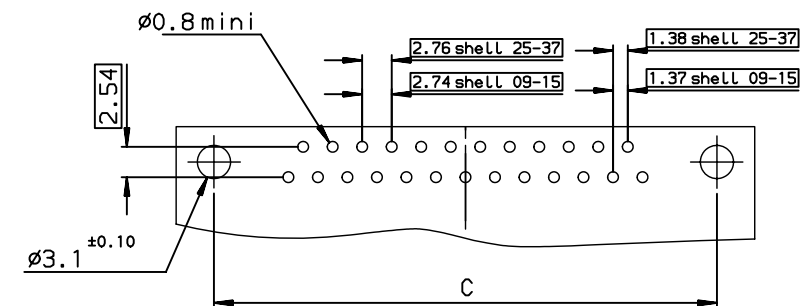 Ø0.8 mini
2.76 shell 25-37
1.38 shell 25-37
2.74 shell 09-15
1.37 shell 09-15
2.54
Ø3.1 ±0.10
C